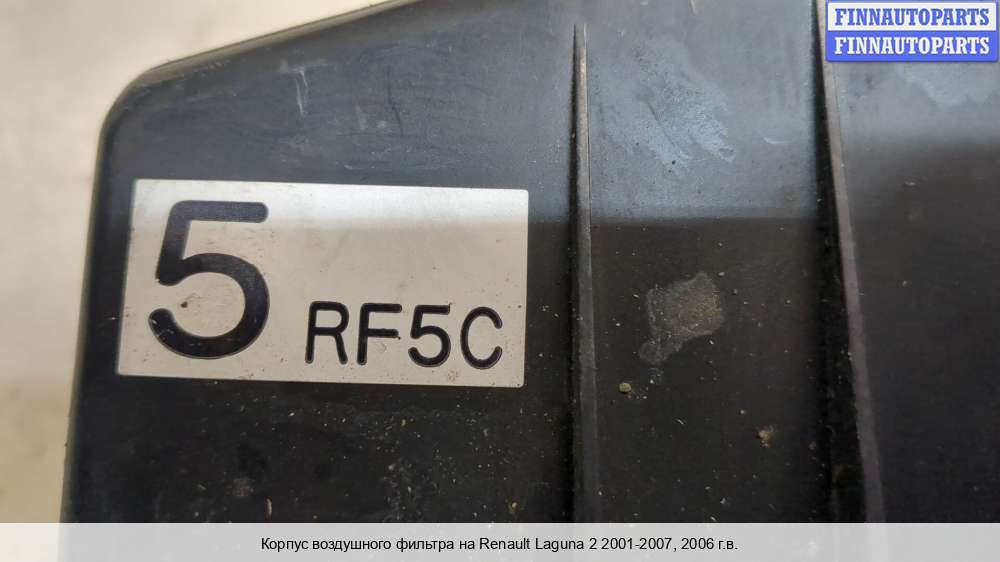 FINNAUTOPARTS
FINNAUTOPARTS
5 RF5C
Корпус воздушного фильтра на Renault Laguna 2 2001-2007, 2006 г.в.